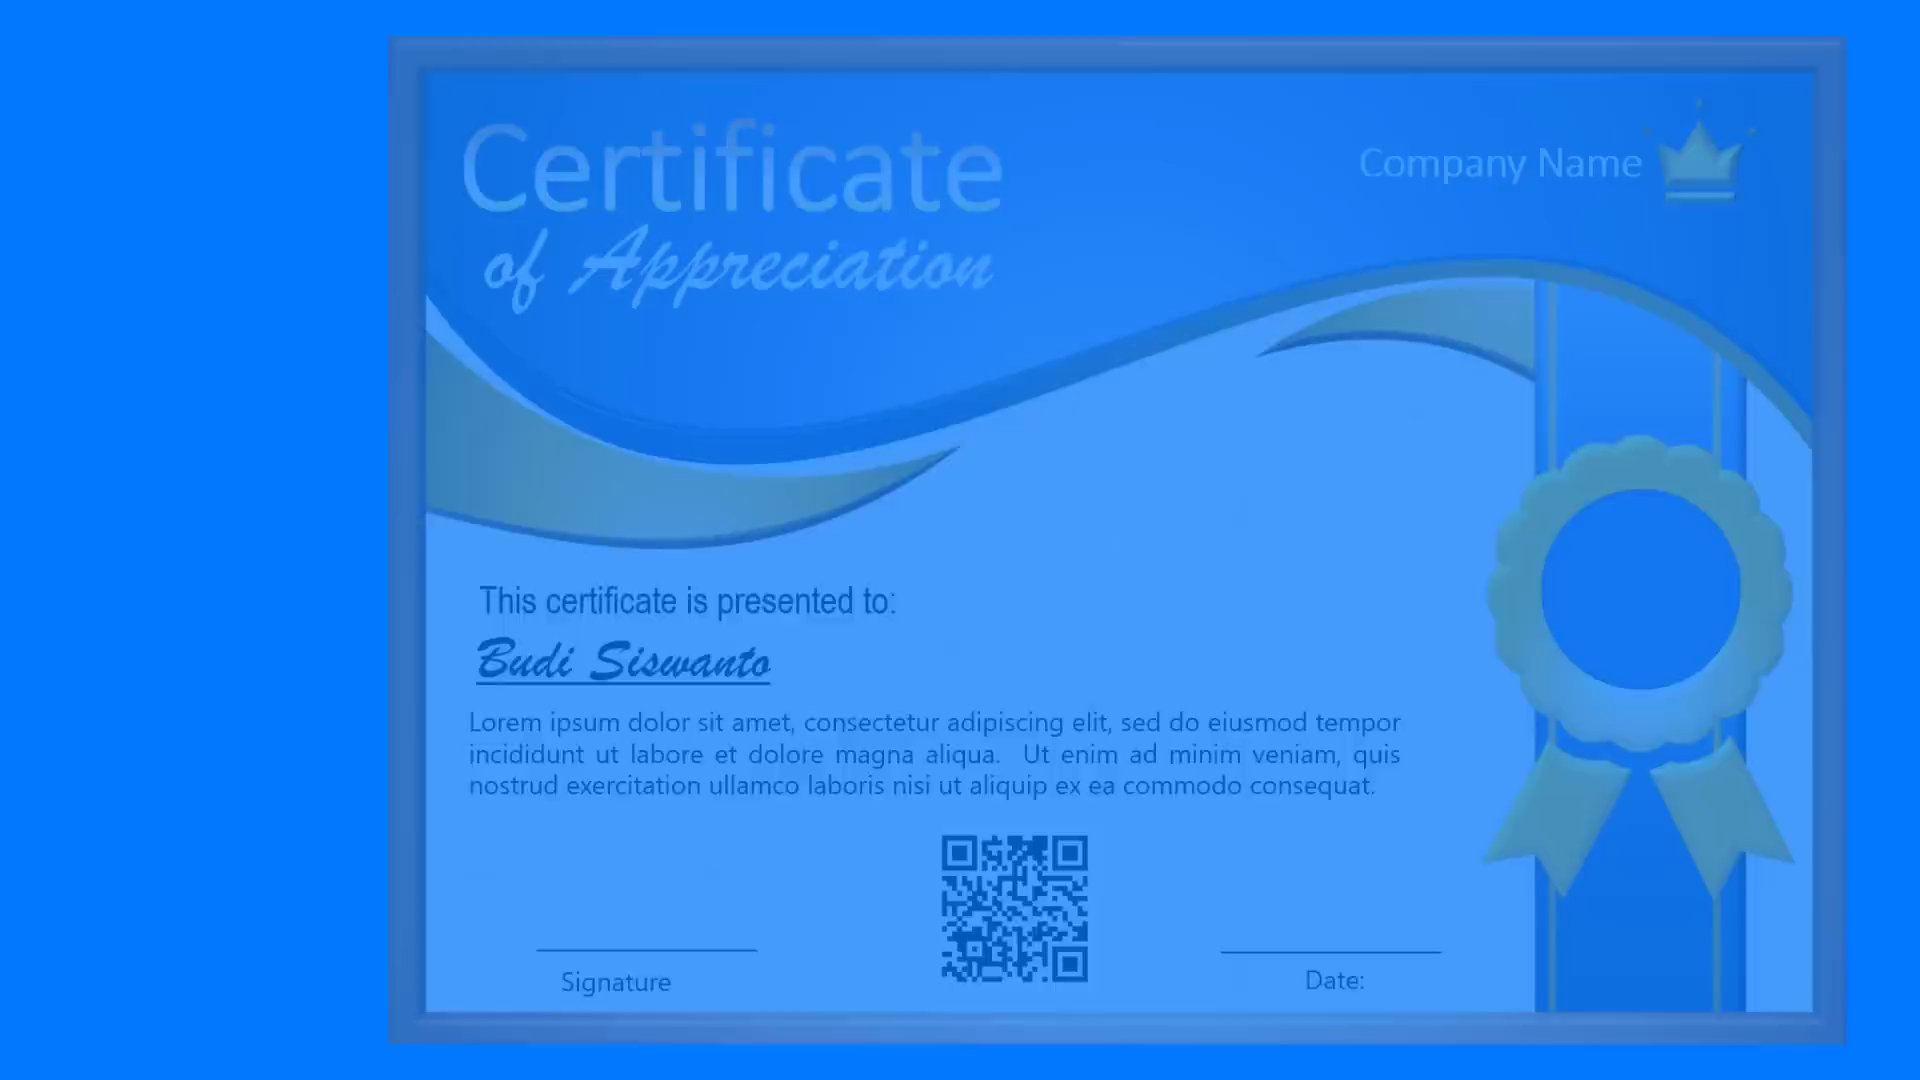 Certificate
of Appreciation
Company Name
This certificate is presented to:
Budi Siswanto
Lorem ipsum dolor sit amet, consectetur adipiscing elit, sed do eiusmod tempor
incididunt ut labore et dolore magna aliqua. Ut enim ad minim veniam, quis
nostrud exercitation ullamco laboris nisi ut aliquip ex ea commodo consequat.
Signature
Date: